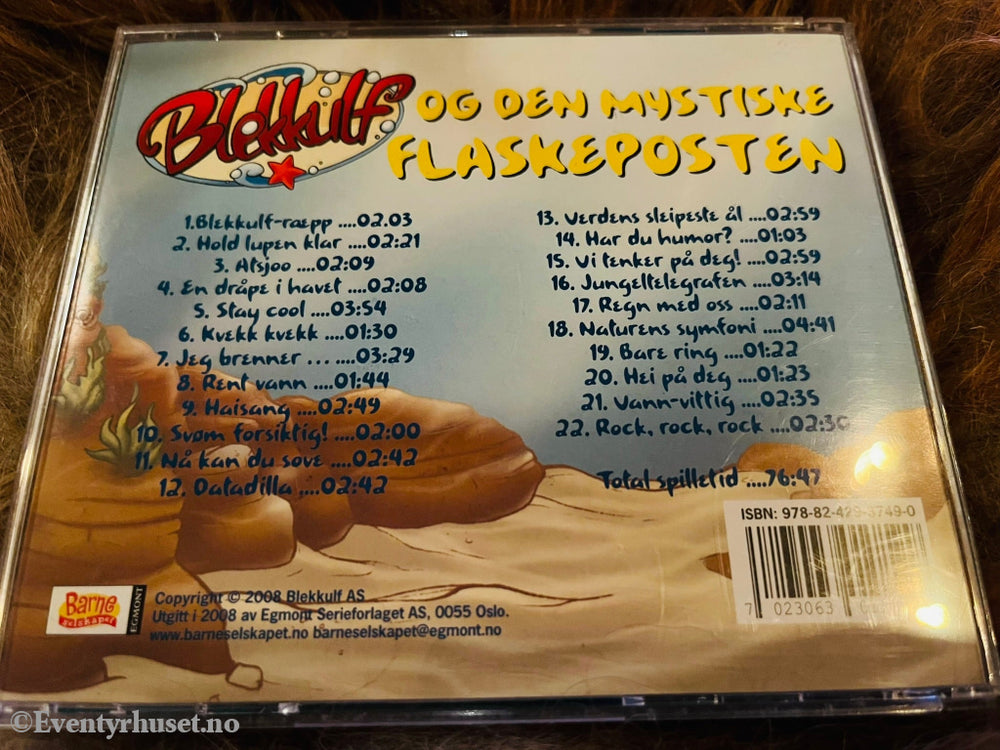 Blekkulf OG DEN MYSTISKE
FLASKEPOSTEN
1.Blekkulf-raepp ....02.03
2. Hold lupen klar ....02:21
3. Atsjoo ....02:09
4. En dråpe i havet ....02:08
5. Stay cool ....03:54
6. Kvekk kvekk ....01:30
7. Jeg brenner ... ....03:29
8. Rent vann ....01:44
9. Haisang ....02:49
10. Svøm forsiktig! ....02:00
11. Nå kan du sove ....02:42
12. Datadilla ....02:42
13. Verdens sleipeste ål ....02:59
14. Har du humor? ....01:03
15. Vi tenker på deg! ....02:59
16. Jungeltelegrafen ....03:14
17. Regn med oss ....02:11
18. Naturens symfoni ....04:41
19. Bare ring ....01:22
20. Hei på deg ....01:23
21. Vann-vittig ....02:35
22. Rock, rock, rock ....02:30
Total spilletid ....76:47
ISBN: 978-82-429-3749-0
7 023063
Barne
selskapet
EGMONT
Copyright © 2008 Blekkulf AS
Utgitt i 2008 av Egmont Serieforlaget AS, 0055 Oslo.
www.barneselskapet.no barneselskapet@egmont.no
©Eventyrhuset.no